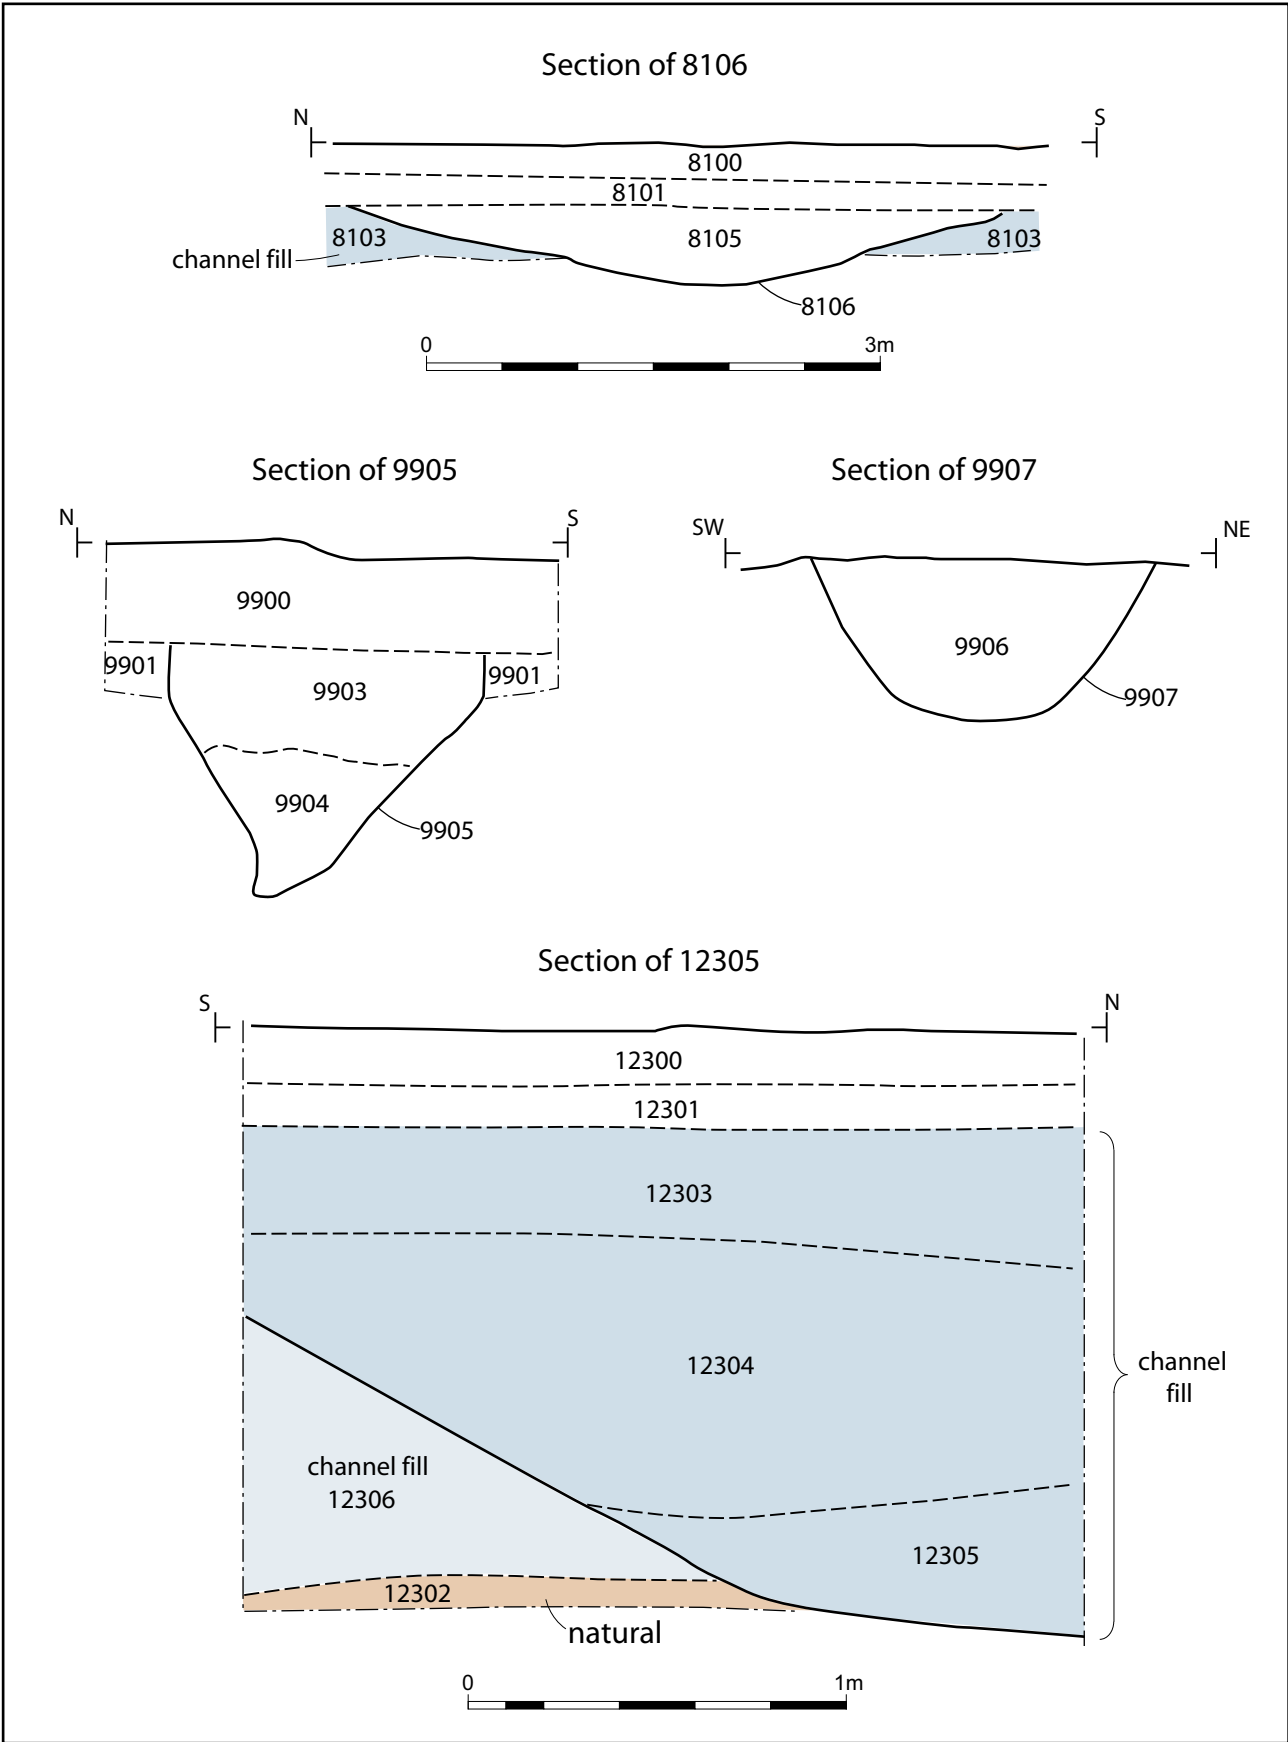 Section of 8106
N S
8100
8101
8103 8105 8103
channel fill
8106
0 3m
Section of 9905 Section of 9907
N S
SW NE
9900
9901 9903 9901
9904
9905
9906
9907
Section of 12305
S N
12300
12301
12303
12304
channel
fill
channel fill
12306
12305
12302
natural
0 1m